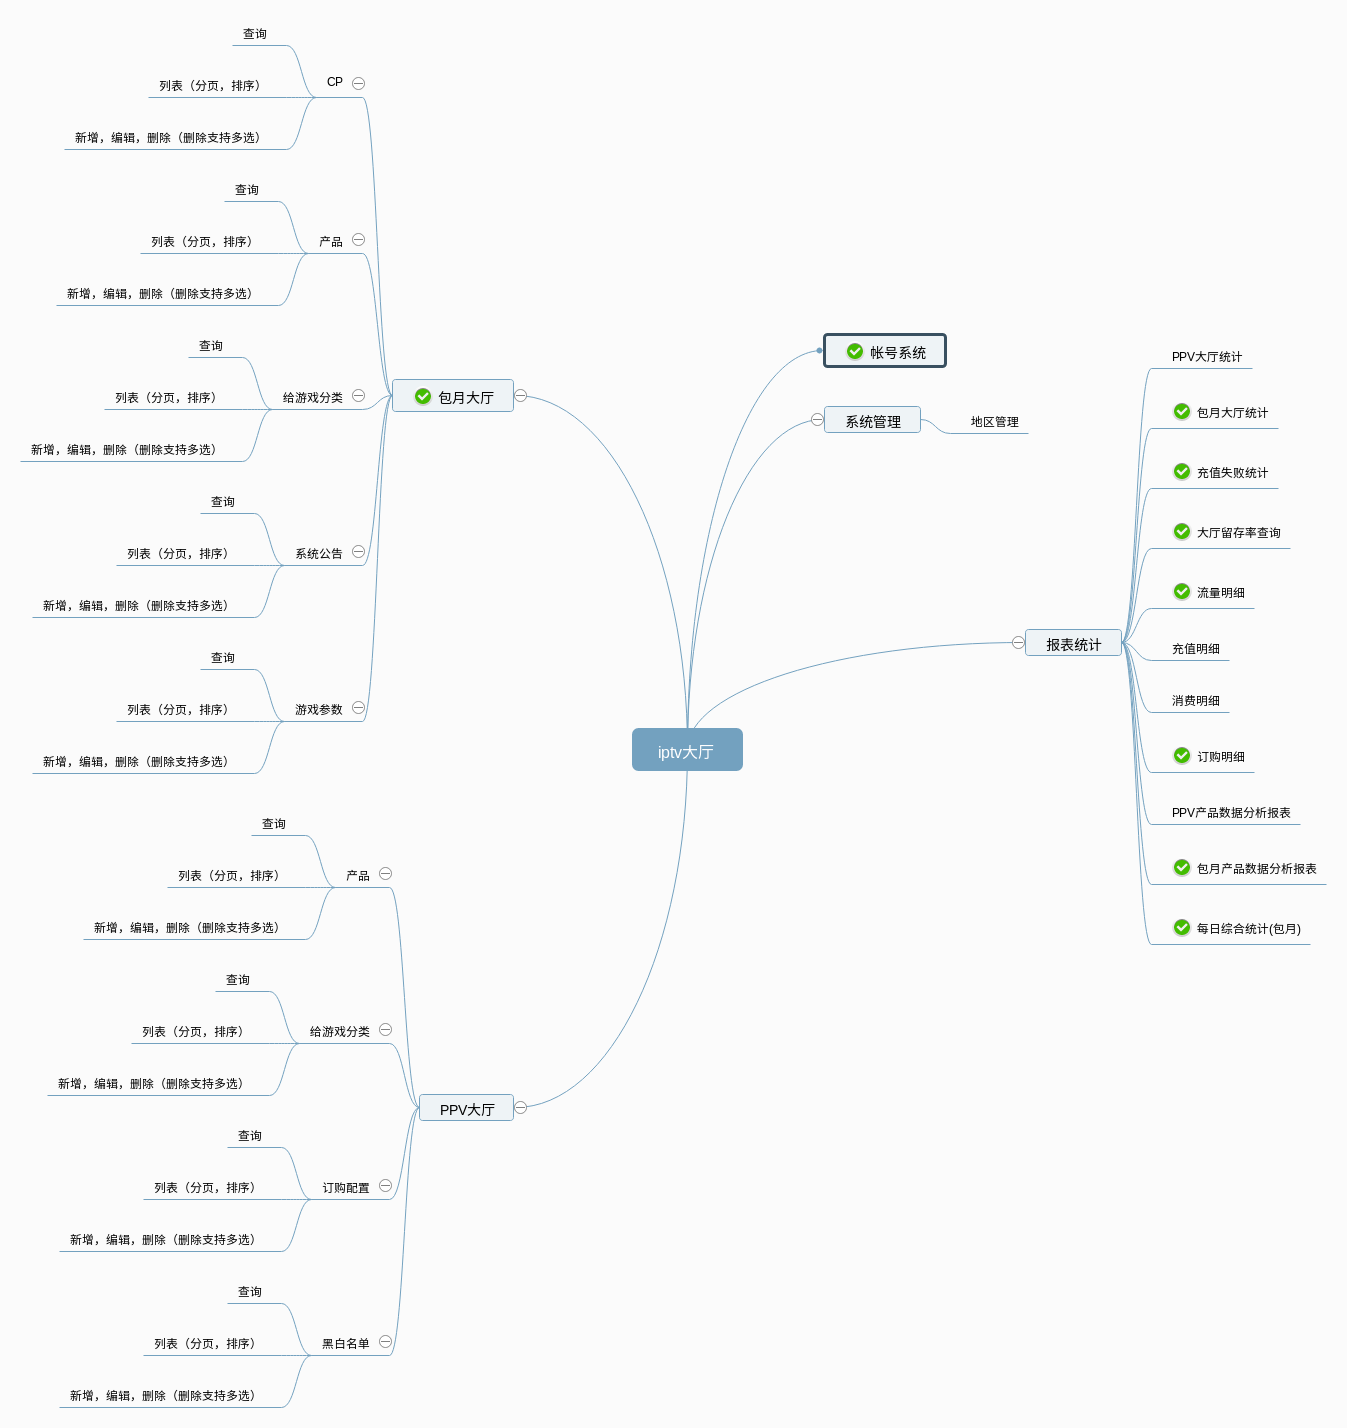 iptv大厅
包月大厅
CP
查询
列表（分页，排序）
新增，编辑，删除（删除支持多选）
产品
查询
列表（分页，排序）
新增，编辑，删除（删除支持多选）
给游戏分类
查询
列表（分页，排序）
新增，编辑，删除（删除支持多选）
系统公告
查询
列表（分页，排序）
新增，编辑，删除（删除支持多选）
游戏参数
查询
列表（分页，排序）
新增，编辑，删除（删除支持多选）
PPV大厅
产品
查询
列表（分页，排序）
新增，编辑，删除（删除支持多选）
给游戏分类
查询
列表（分页，排序）
新增，编辑，删除（删除支持多选）
订购配置
查询
列表（分页，排序）
新增，编辑，删除（删除支持多选）
黑白名单
查询
列表（分页，排序）
新增，编辑，删除（删除支持多选）
帐号系统
系统管理
地区管理
报表统计
PPV大厅统计
包月大厅统计
充值失败统计
大厅留存率查询
流量明细
充值明细
消费明细
订购明细
PPV产品数据分析报表
包月产品数据分析报表
每日综合统计(包月)